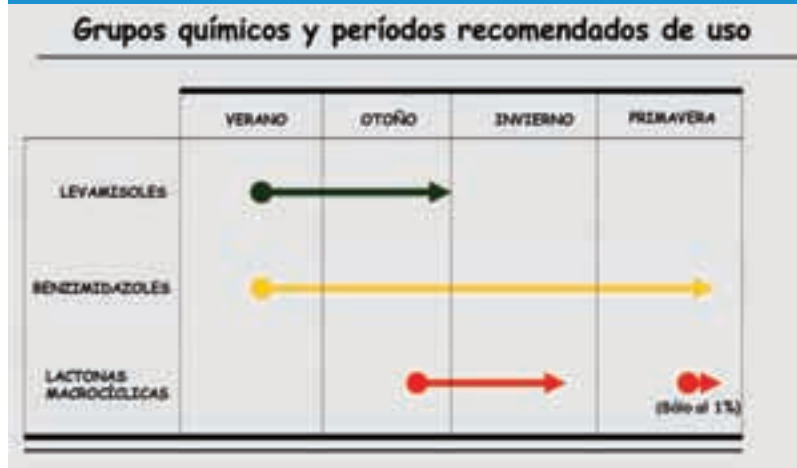 Grupos químicos y períodos recomendados de uso
VERANO OTOÑO INVIERNO PRIMAVERA
LEVAMISOLES
BENZIMIDAZOLES
LACTONAS
MACROCÍCLICAS
(Sólo al 1%)